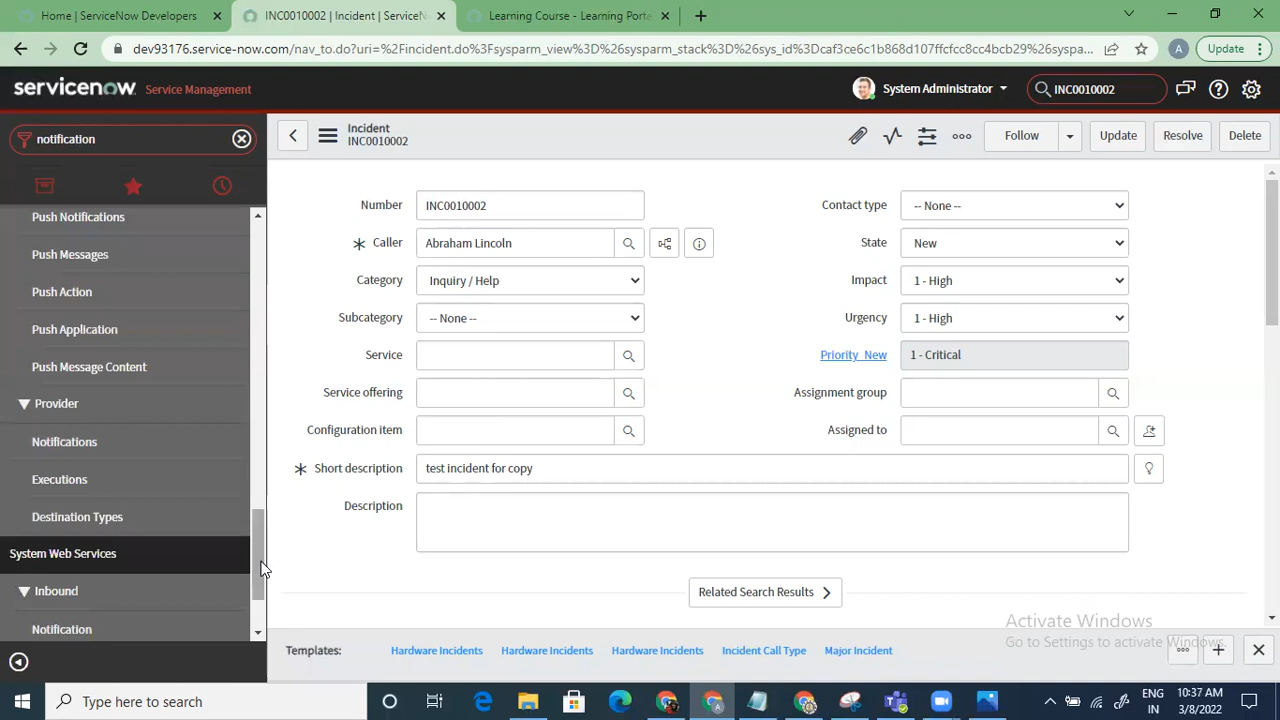 Home | ServiceNow Developers
INC0010002 | Incident | ServiceN
Learning Course - Learning Porta
dev93176.service-now.com/nav_to.do?uri=%2Fincident.do%3Fsysparm_view%3D%26sysparm_stack%3D%26sys_id%3Dcaf3ce6c1b868d107ffcfcc8cc4bcb29%26syspa...
A
Update
servicenow Service Management
System Administrator
INC0010002
notification
Incident
INC0010002
Follow
Update
Resolve
Delete
Push Notifications
Push Messages
Push Action
Push Application
Push Message Content
Provider
Notifications
Executions
Destination Types
System Web Services
Inbound
Notification
Number INC0010002
Caller Abraham Lincoln
Category Inquiry / Help
Subcategory -- None --
Service
Service offering
Configuration item
Short description test incident for copy
Description
Contact type -- None --
State New
Impact 1 - High
Urgency 1 - High
Priority_New 1 - Critical
Assignment group
Assigned to
Related Search Results
Activate Windows
Go to Settings to activate Windows.
Templates: Hardware Incidents Hardware Incidents Hardware Incidents Incident Call Type Major Incident
Type here to search
ENG
IN
10:37 AM
3/8/2022